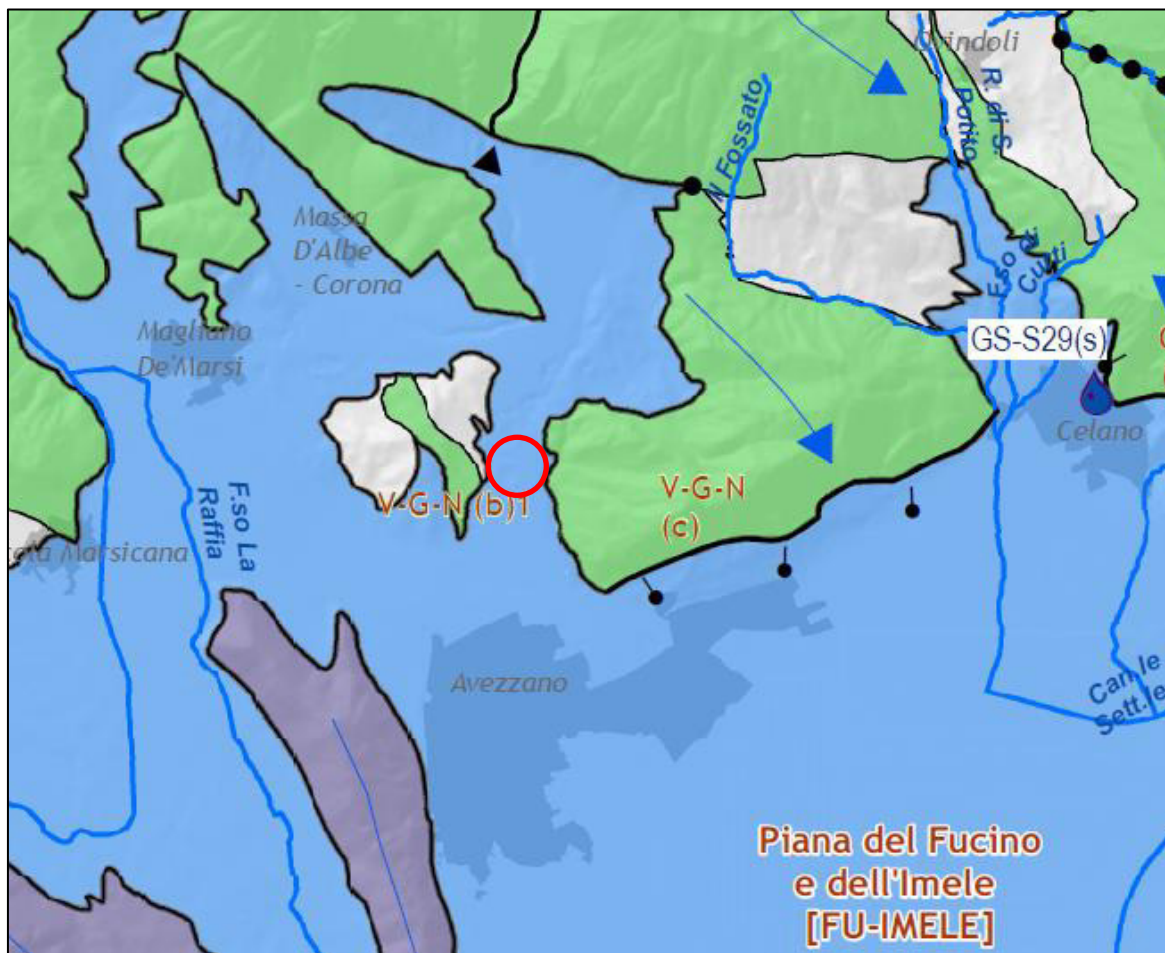 Ovindoli
R. di S.
Potito
V Fossato
Massa
D'Albe
- Corona
F.so di
Curti
GS-S29(s)
Magliano
De'Marsi
Celano
V-G-N (b)1
V-G-N
(c)
F.so La
Raffia
Marsicana
Avezzano
Can.le
Sett.le
Piana del Fucino
e dell'Imele
[FU-IMELE]